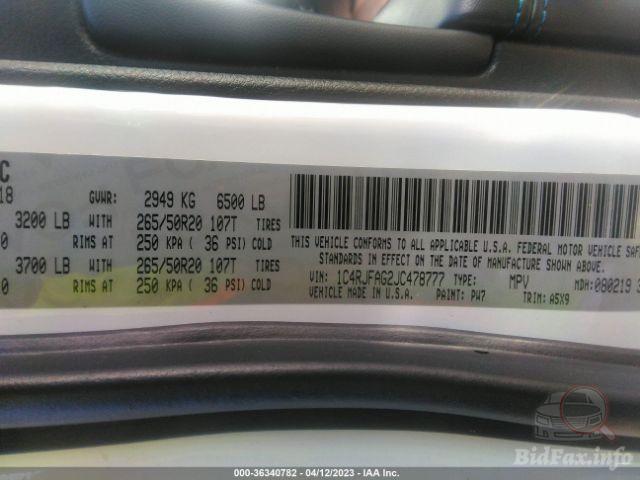 C
18 GVWR: 2949 KG 6500 LB
3200 LB WITH 265/50R20 107T TIRES
0 RIMS AT 250 KPA ( 36 PSI) COLD
3700 LB WITH 265/50R20 107T TIRES
0 RIMS AT 250 KPA ( 36 PSI) COLD
THIS VEHICLE CONFORMS TO ALL APPLICABLE U.S.A. FEDERAL MOTOR VEHICLE SAF
STANDARDS IN EFFECT ON THE DATE OF MANUFACTURE SHOWN ABOVE.
VIN: 1C4RJFAG2JC478777 TYPE: MPV MDH: 080219 3
VEHICLE MADE IN U.S.A. PAINT: PW7 TRIM: A5X9
000-36340782 - 04/12/2023 - IAA Inc.
BidFax.info